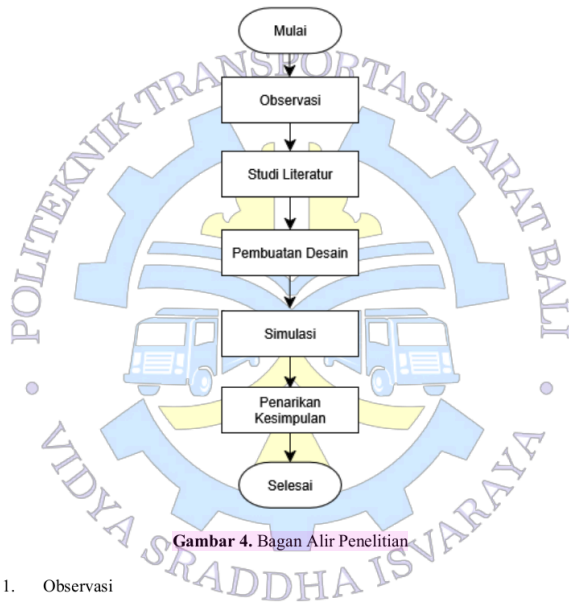 Mulai
POLITEKNIK TRANSPORTASI DARAT BALI
Observasi
Studi Literatur
Pembuatan Desain
Simulasi
Penarikan
Kesimpulan
Selesai
VIDYA SRADDHA ISVARAYA
Gambar 4. Bagan Alir Penelitian
1. Observasi